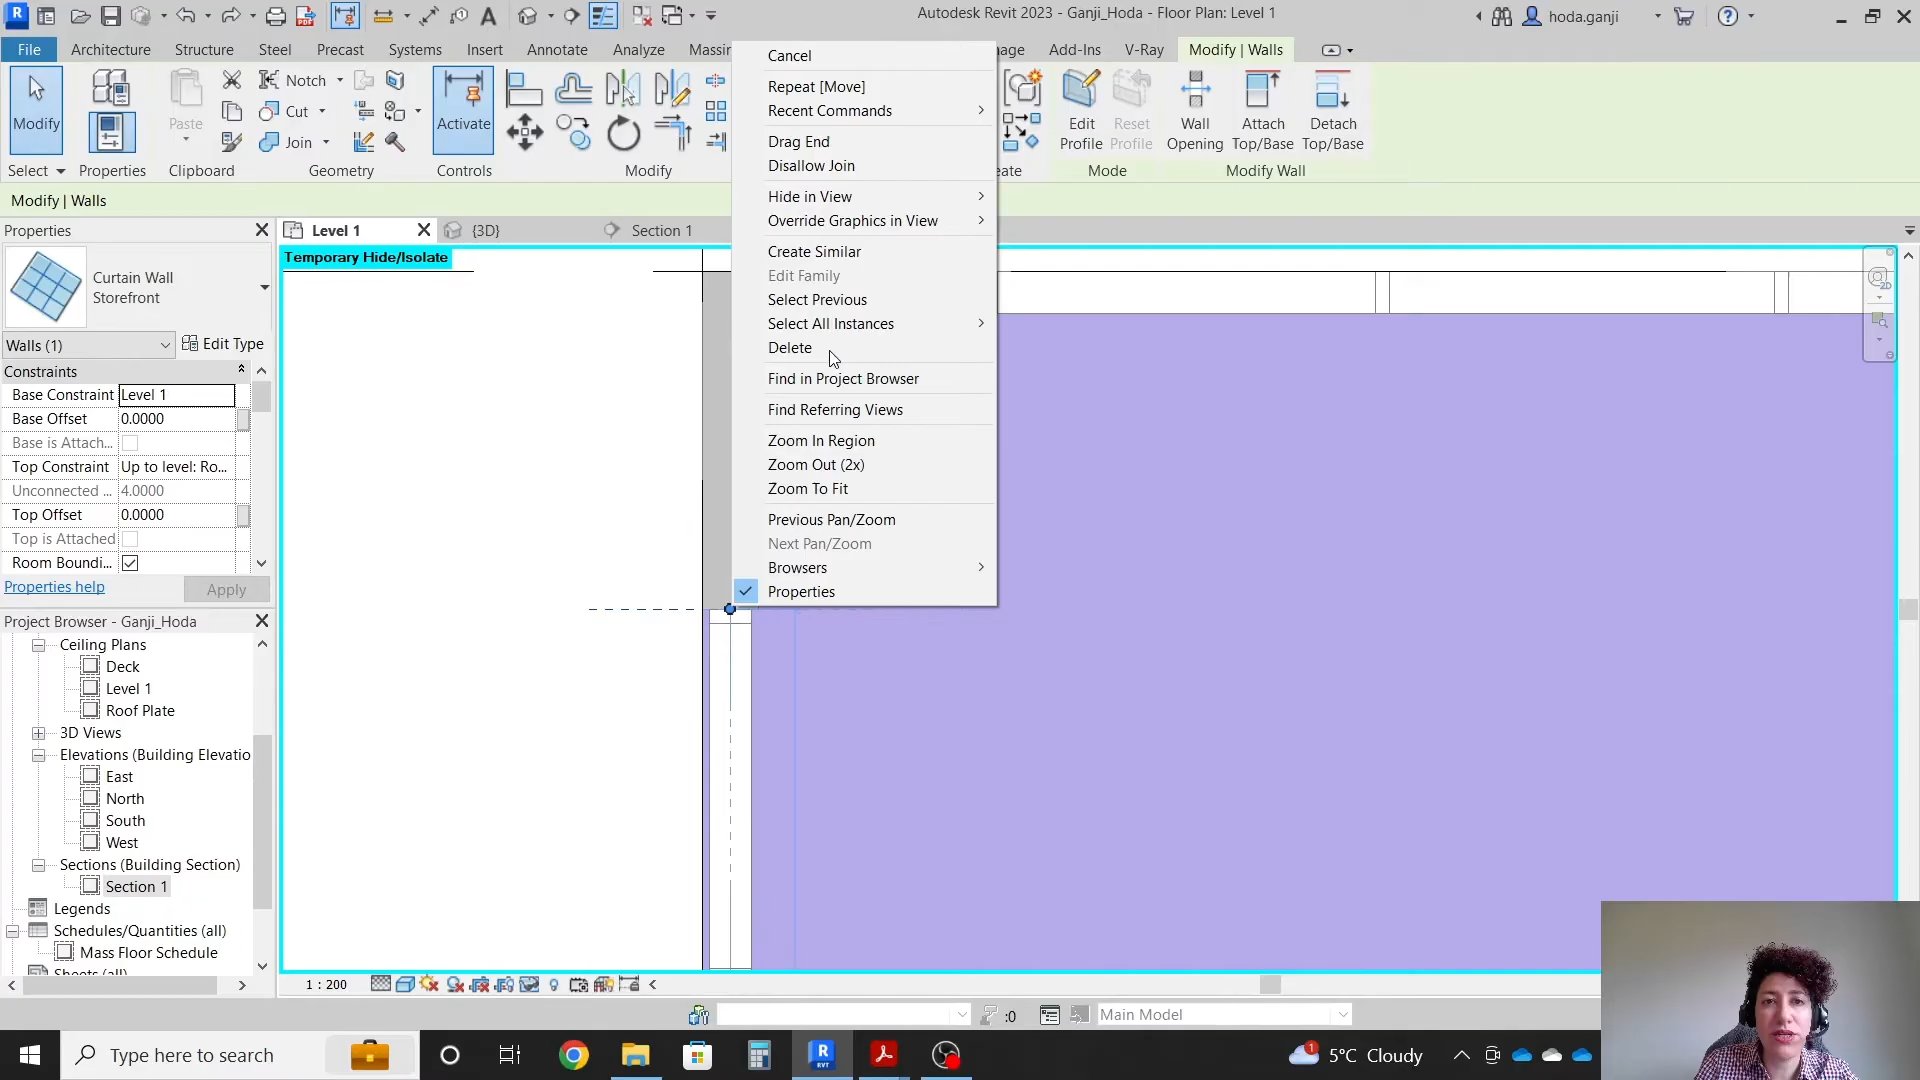 Autodesk Revit 2023 - Ganji_Hoda - Floor Plan: Level 1
hoda.ganji
File
Architecture
Structure
Steel
Precast
Systems
Insert
Annotate
Analyze
Massin
nage
Add-Ins
V-Ray
Modify | Walls
Modify
Paste
Notch
Cut
Join
Activate
Edit
Profile
Reset
Profile
Wall
Opening
Attach
Top/Base
Detach
Top/Base
Select
Properties
Clipboard
Geometry
Controls
Modify
eate
Mode
Modify Wall
Modify | Walls
Properties
Level 1
{3D}
Section 1
Temporary Hide/Isolate
Curtain Wall
Storefront
Walls (1)
Edit Type
Constraints
Base Constraint
Level 1
Base Offset
0.0000
Base is Attach...
Top Constraint
Up to level: Ro...
Unconnected ...
4.0000
Top Offset
0.0000
Top is Attached
Room Boundi...
Properties help
Apply
Project Browser - Ganji_Hoda
Ceiling Plans
Deck
Level 1
Roof Plate
3D Views
Elevations (Building Elevatio
East
North
South
West
Sections (Building Section)
Section 1
Legends
Schedules/Quantities (all)
Mass Floor Schedule
Sheets (all)
Cancel
Repeat [Move]
Recent Commands
Drag End
Disallow Join
Hide in View
Override Graphics in View
Create Similar
Edit Family
Select Previous
Select All Instances
Delete
Find in Project Browser
Find Referring Views
Zoom In Region
Zoom Out (2x)
Zoom To Fit
Previous Pan/Zoom
Next Pan/Zoom
Browsers
Properties
2D
1 : 200
:0
Main Model
Type here to search
R
RVT
1
5°C Cloudy